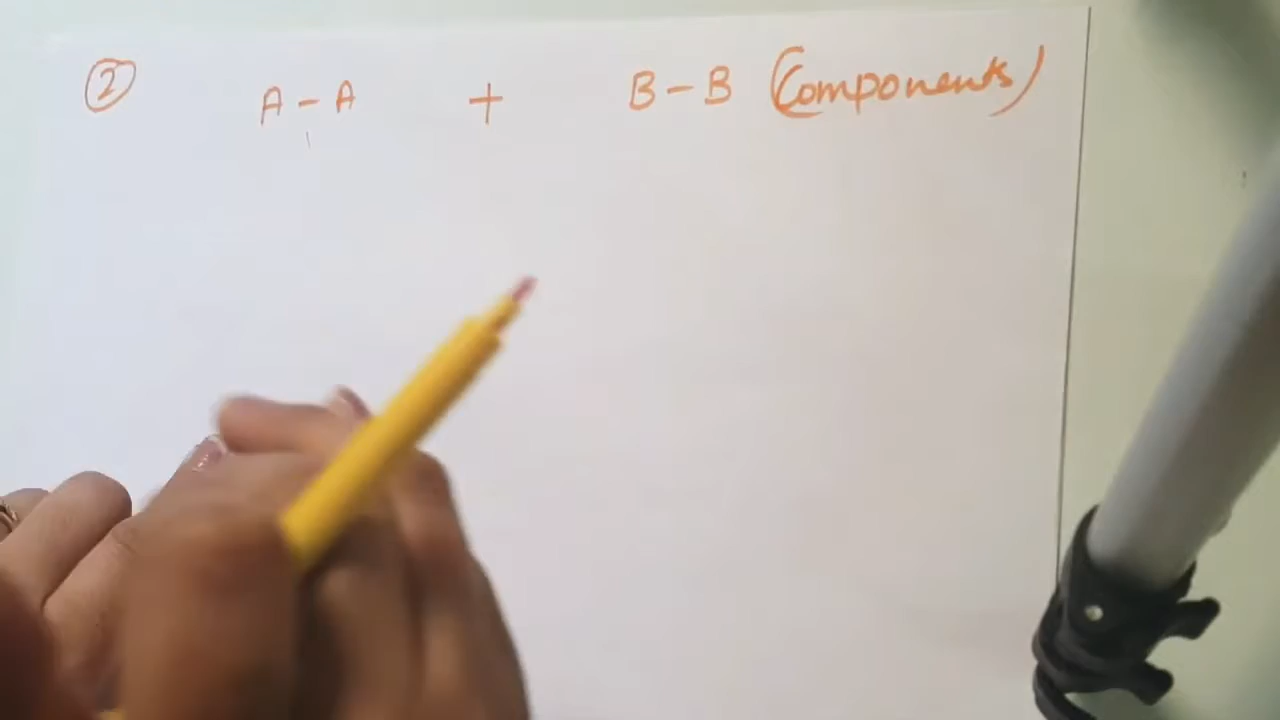 ② A - A + B - B (Components)